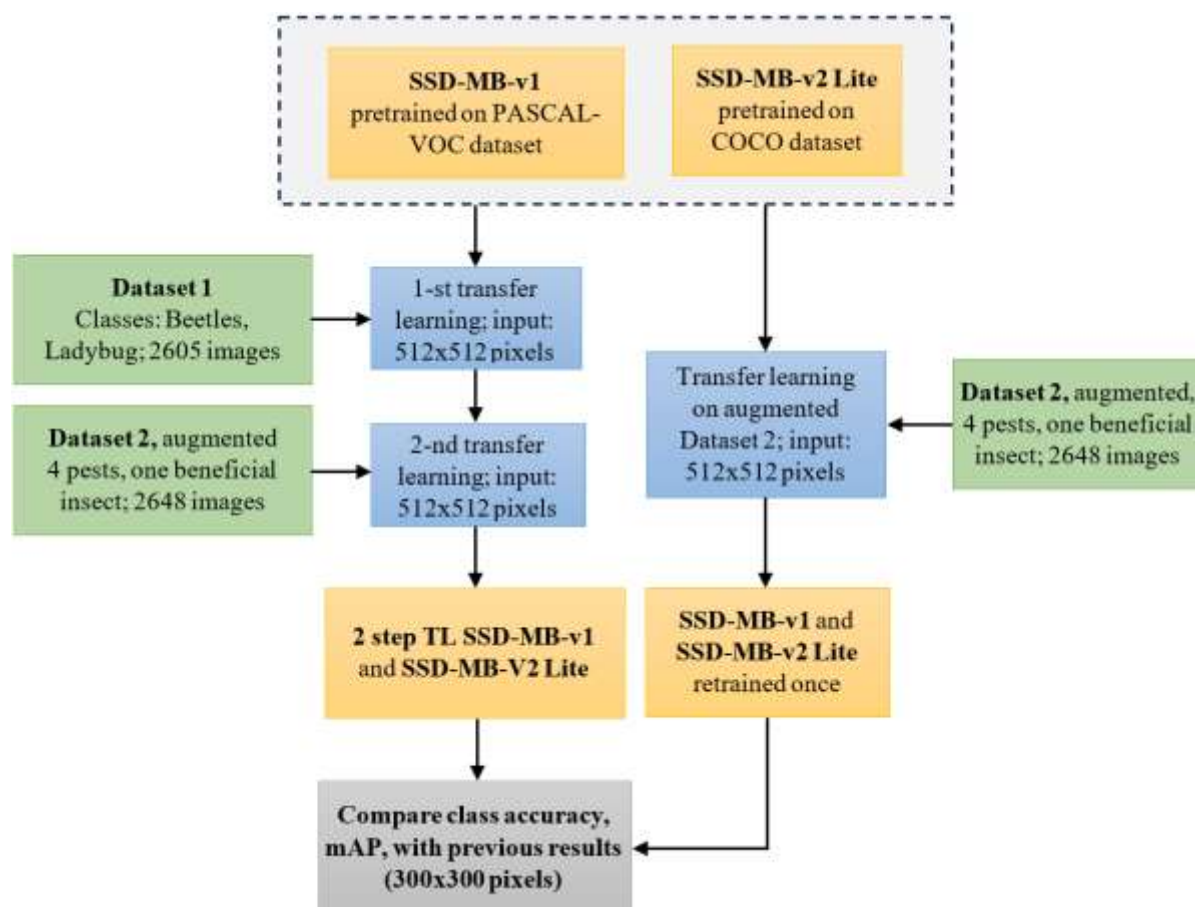 SSD-MB-v1
pretrained on PASCAL-
VOC dataset
SSD-MB-v2 Lite
pretrained on
COCO dataset
Dataset 1
Classes: Beetles,
Ladybug; 2605 images
1-st transfer
learning; input:
512x512 pixels
Dataset 2, augmented
4 pests, one beneficial
insect; 2648 images
2-nd transfer
learning; input:
512x512 pixels
Transfer learning
on augmented
Dataset 2; input:
512x512 pixels
Dataset 2, augmented,
4 pests, one beneficial
insect; 2648 images
2 step TL SSD-MB-v1
and SSD-MB-V2 Lite
SSD-MB-v1 and
SSD-MB-v2 Lite
retrained once
Compare class accuracy,
mAP, with previous results
(300x300 pixels)